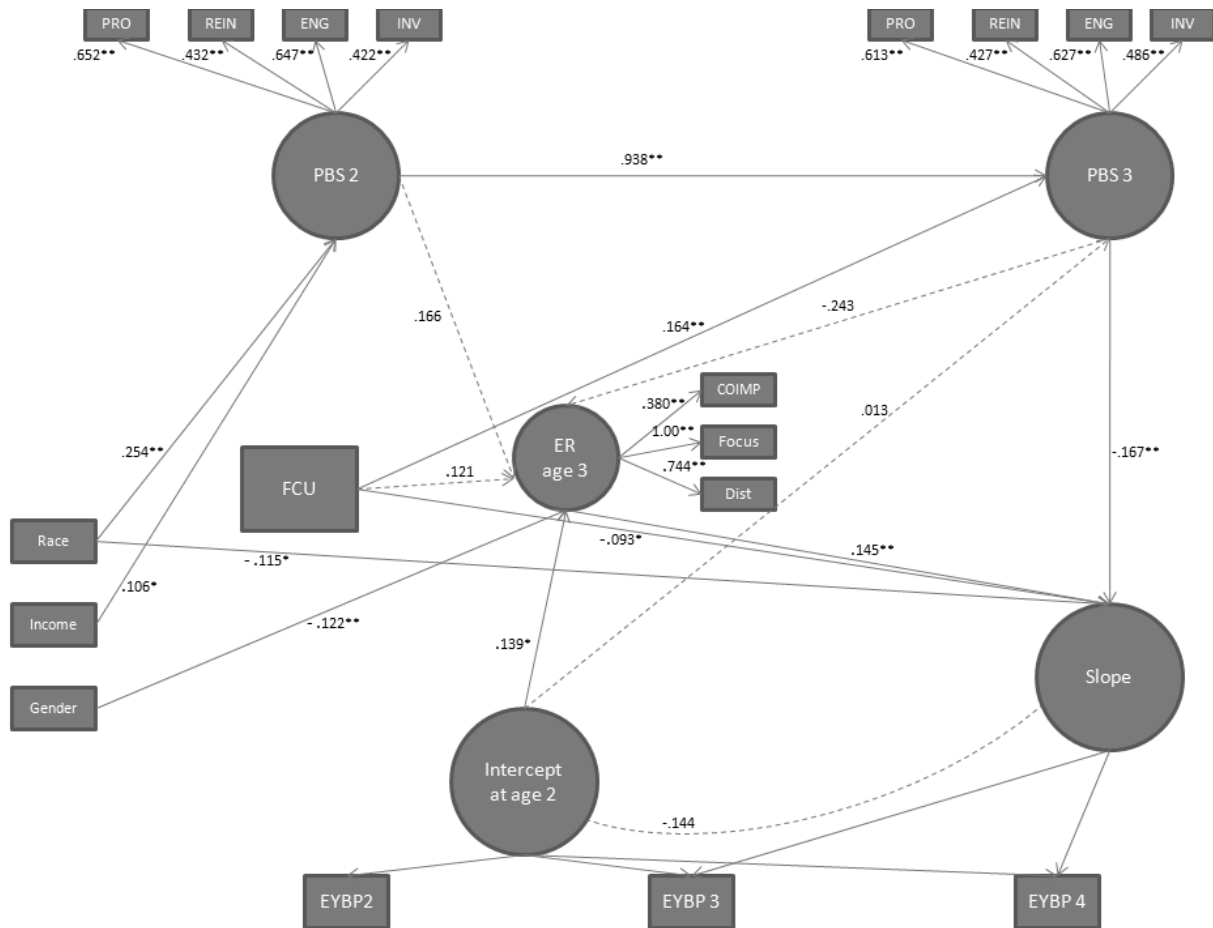 PRO REIN ENG INV PRO REIN ENG INV
.652** .432** .647** .422** .613** .427** .627** .486**
PBS 2 .938** PBS 3
.166 .164** -.243
COIMP
.380** .013
ER
age 3
1.00** Focus
.254** -.167**
FCU .121 .744** Dist
Race -.115* -.093* .145**
.106*
Income -.122** .139*
Slope
Gender
Intercept
at age 2
-.144
EYBP2 EYBP 3 EYBP 4